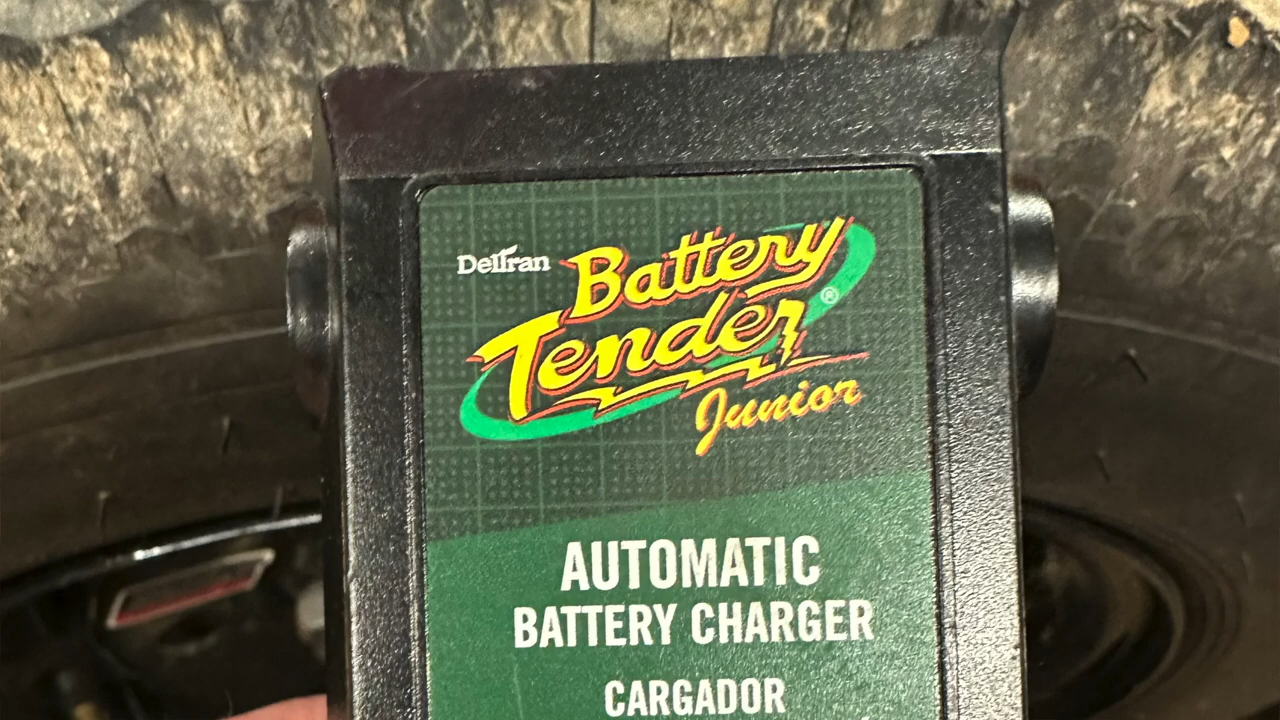 Deltran Battery
Tender®
Junior
AUTOMATIC
BATTERY CHARGER
CARGADOR